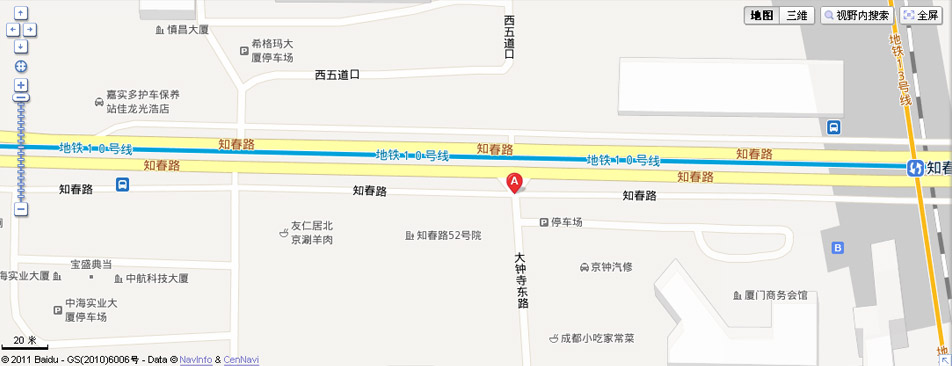 慎昌大厦
西五道口
地图
三维
视野内搜索
全屏
希格玛大
厦停车场
西五道口
地铁13号线
嘉实多护车保养
站佳龙光浩店
知春路
地铁10号线
知春路
地铁10号线
地铁10号线
知春路
知春
知春路
知春路
A
知春路
知春路
知春路
友仁居北
京涮羊肉
知春路52号院
停车场
B
大钟寺东路
京钟汽修
宝盛典当
海实业大厦
中航科技大厦
厦门商务会馆
中海实业大
厦停车场
成都小吃家常菜
20 米
地
© 2011 Baidu - GS(2010)6006号 - Data © NavInfo & CenNavi